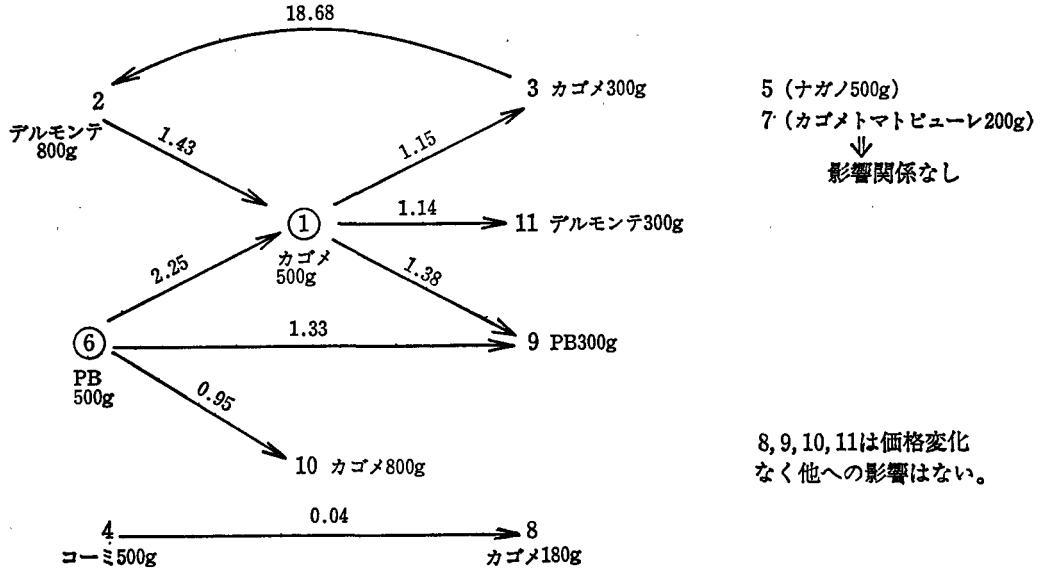 18.68
2
デルモンテ
800g
3 カゴメ300g
5 (ナガノ500g)
7 (カゴメトマトピューレ200g)
⇓
影響関係なし
1.43
1.15
①
カゴメ
500g
1.14
11 デルモンテ300g
2.25
1.38
⑥
PB
500g
1.33
9 PB300g
0.95
10 カゴメ800g
8,9,10,11は価格変化
なく他への影響はない。
4
コーミ500g
0.04
8
カゴメ180g